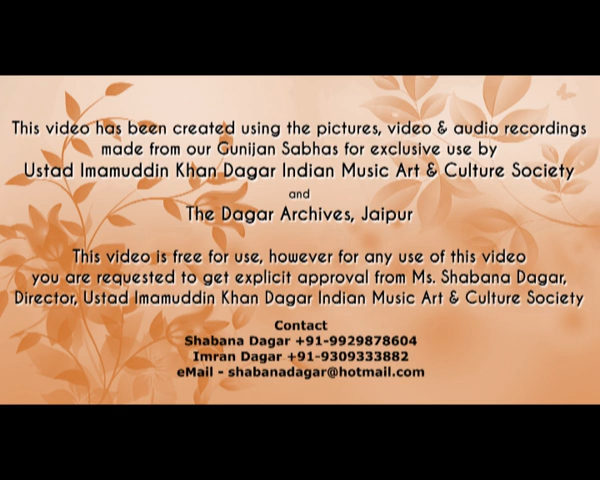 This video has been created using the pictures, video & audio recordings
made from our Gunijan Sabhas for exclusive use by
Ustad Imamuddin Khan Dagar Indian Music Art & Culture Society
and
The Dagar Archives, Jaipur
This video is free for use, however for any use of this video
you are requested to get explicit approval from Ms. Shabana Dagar,
Director, Ustad Imamuddin Khan Dagar Indian Music Art & Culture Society
Contact
Shabana Dagar +91-9929878604
Imran Dagar +91-9309333882
eMail - shabanadagar@hotmail.com